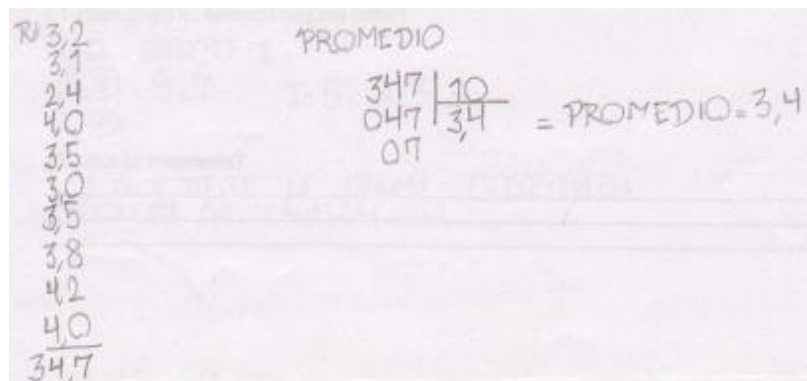 R/ 3,2
3,1
2,4
4,0
3,5
3,0
3,5
3,8
4,2
4,0
34,7
PROMEDIO
347 | 10
047 3,4 = PROMEDIO = 3,4
07